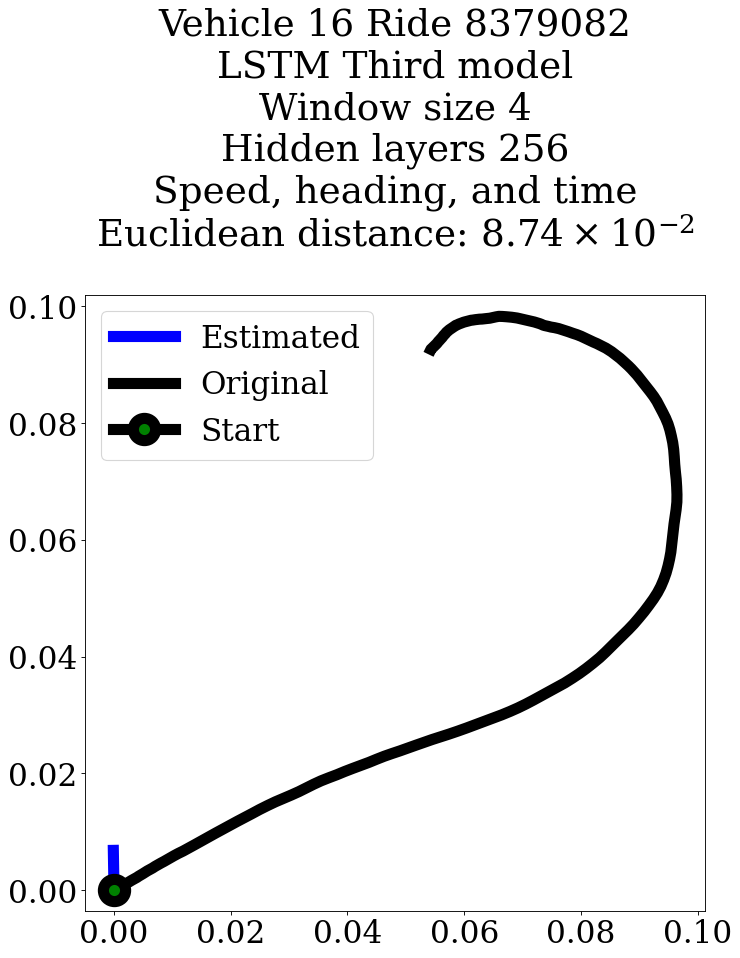 Vehicle 16 Ride 8379082
LSTM Third model
Window size 4
Hidden layers 256
Speed, heading, and time
Euclidean distance: 8.74 × 10⁻²
Estimated
Original
Start
0.10
0.08
0.06
0.04
0.02
0.00
0.00 0.02 0.04 0.06 0.08 0.10